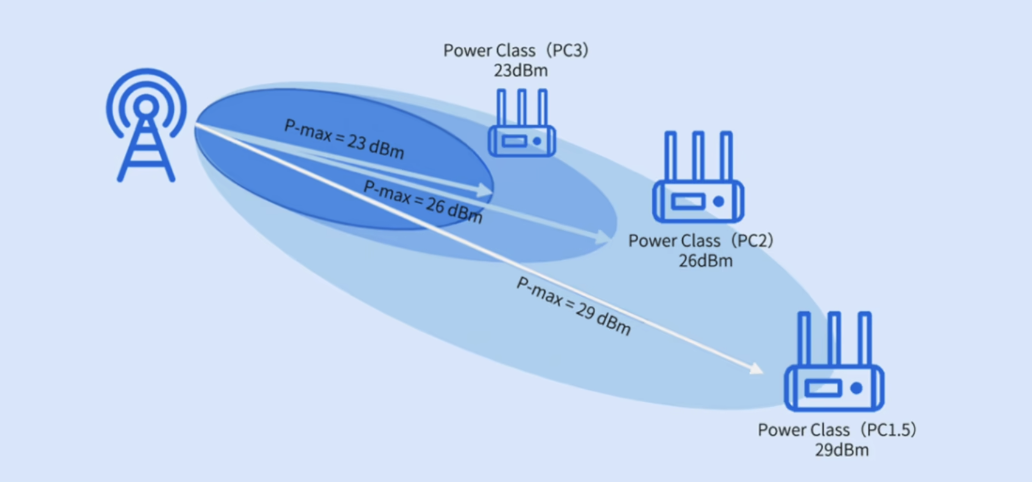 Power Class（PC3）
23dBm
P-max = 23 dBm
P-max = 26 dBm
Power Class（PC2）
26dBm
P-max = 29 dBm
Power Class（PC1.5）
29dBm